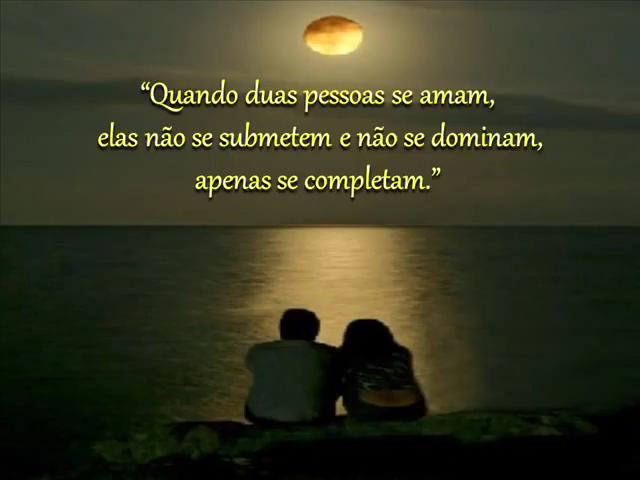 “Quando duas pessoas se amam,
elas não se submetem e não se dominam,
apenas se completam.”